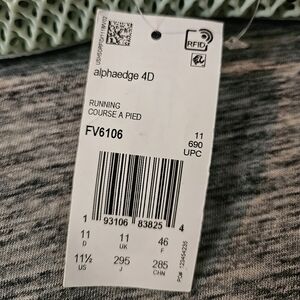 RFID
alphaedge 4D
RUNNING
COURSE A PIED
FV6106
11
690
UPC
1 93106 83825 4
11 11 46
D UK F
11½ 295 285
US J CHN